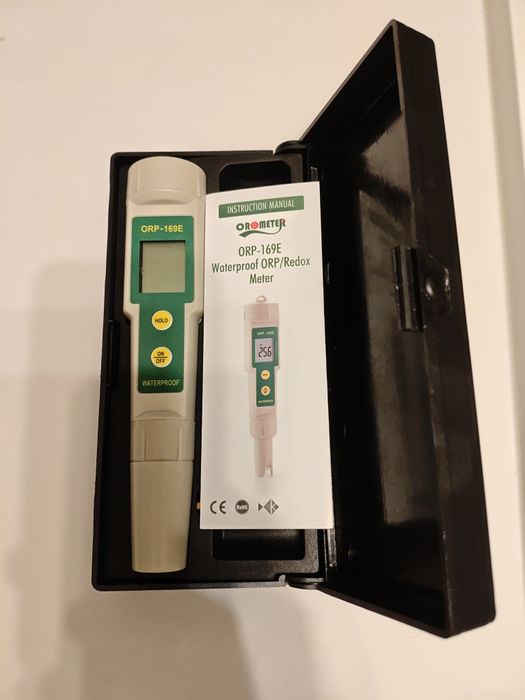 ORP-169E
HOLD
ON
OFF
WATERPROOF
INSTRUCTION MANUAL
OROMETER
ORP-169E
Waterproof ORP/Redox
Meter
ORP-169E
256
WATERPROOF
CE
RoHS